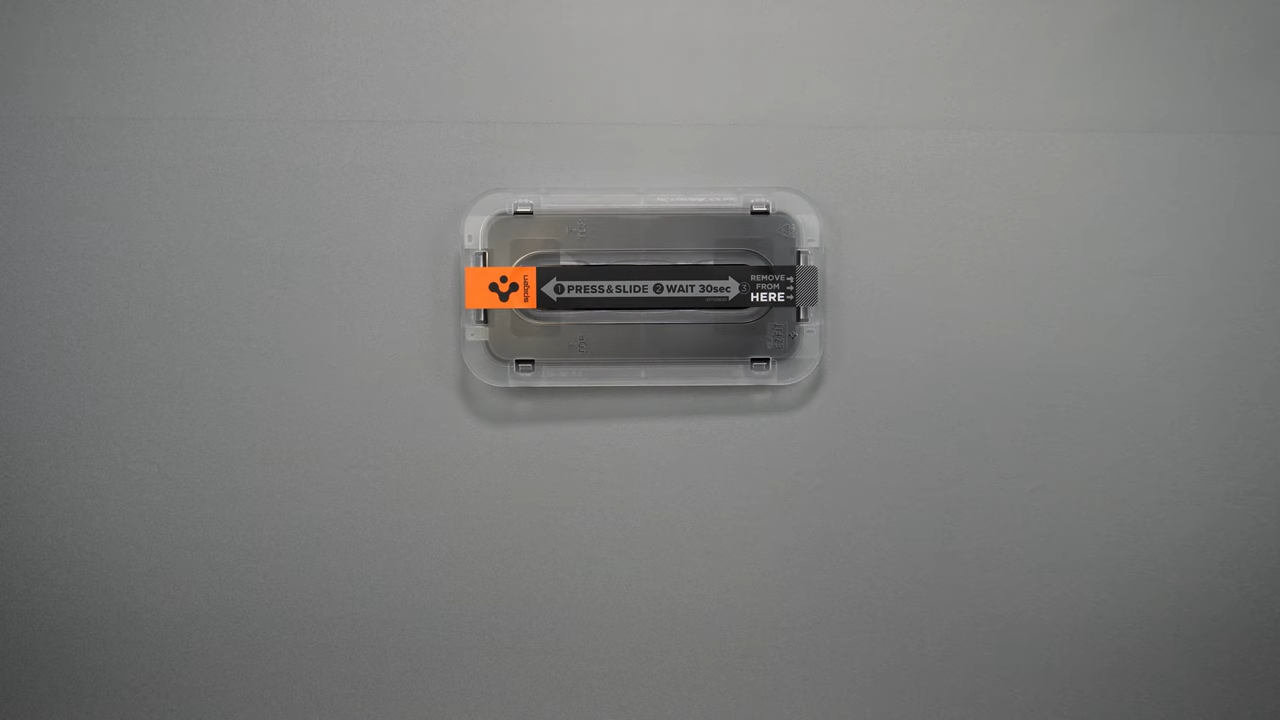 spigen
1 PRESS & SLIDE 2 WAIT 30sec 3
REMOVE
FROM
HERE